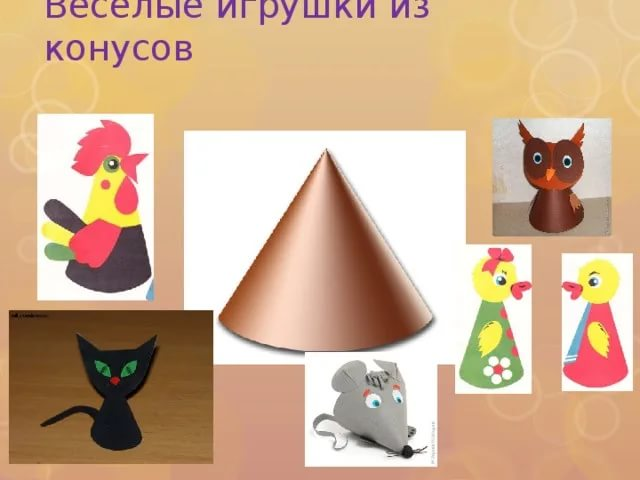 Веселые игрушки из
конусов